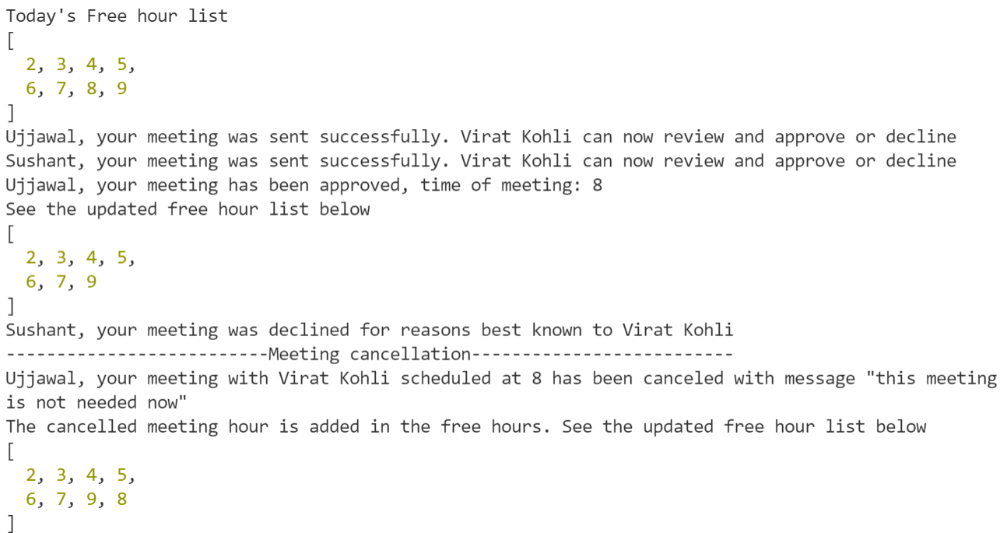 Today's Free hour list
[
  2, 3, 4, 5,
  6, 7, 8, 9
]
Ujjawal, your meeting was sent successfully. Virat Kohli can now review and approve or decline
Sushant, your meeting was sent successfully. Virat Kohli can now review and approve or decline
Ujjawal, your meeting has been approved, time of meeting: 8
See the updated free hour list below
[
  2, 3, 4, 5,
  6, 7, 9
]
Sushant, your meeting was declined for reasons best known to Virat Kohli
--------------------------Meeting cancellation--------------------------
Ujjawal, your meeting with Virat Kohli scheduled at 8 has been canceled with message "this meeting
is not needed now"
The cancelled meeting hour is added in the free hours. See the updated free hour list below
[
  2, 3, 4, 5,
  6, 7, 9, 8
]